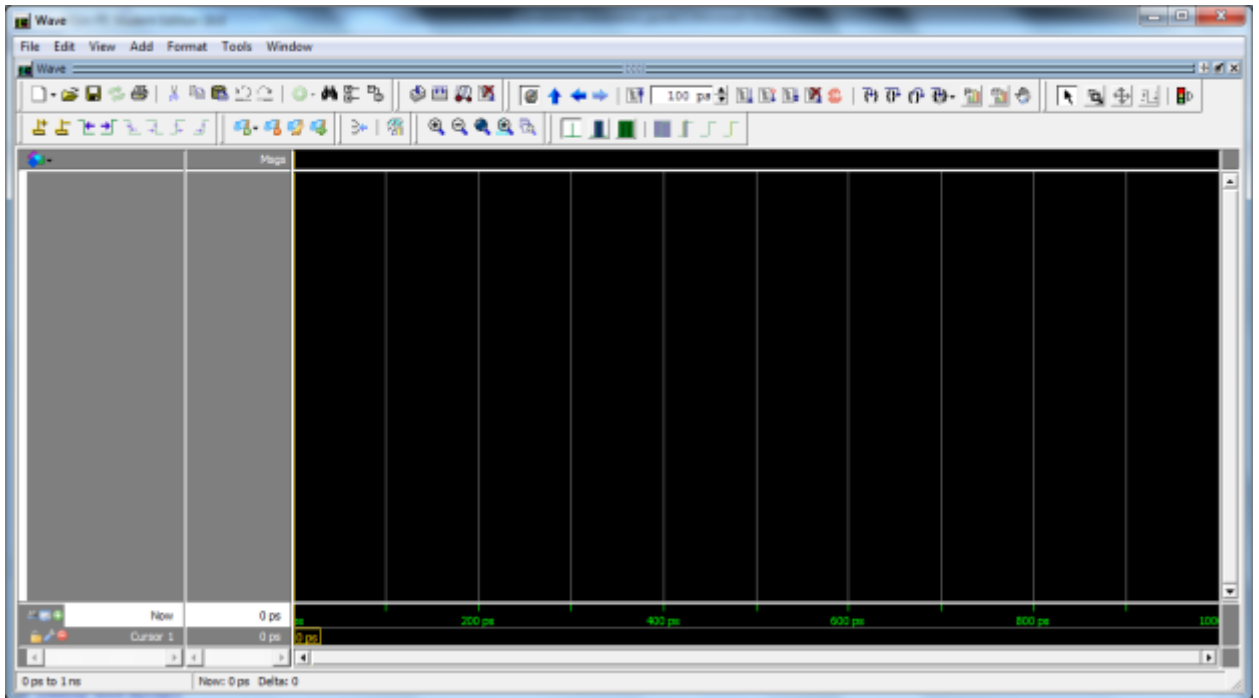 Wave
File Edit View Add Format Tools Window
Wave
100 ps
Msgs
Now 0 ps
200 ps 400 ps 600 ps 800 ps
Cursor 1 0 ps 0 ps
0 ps to 1 ns Now: 0 ps Delta: 0